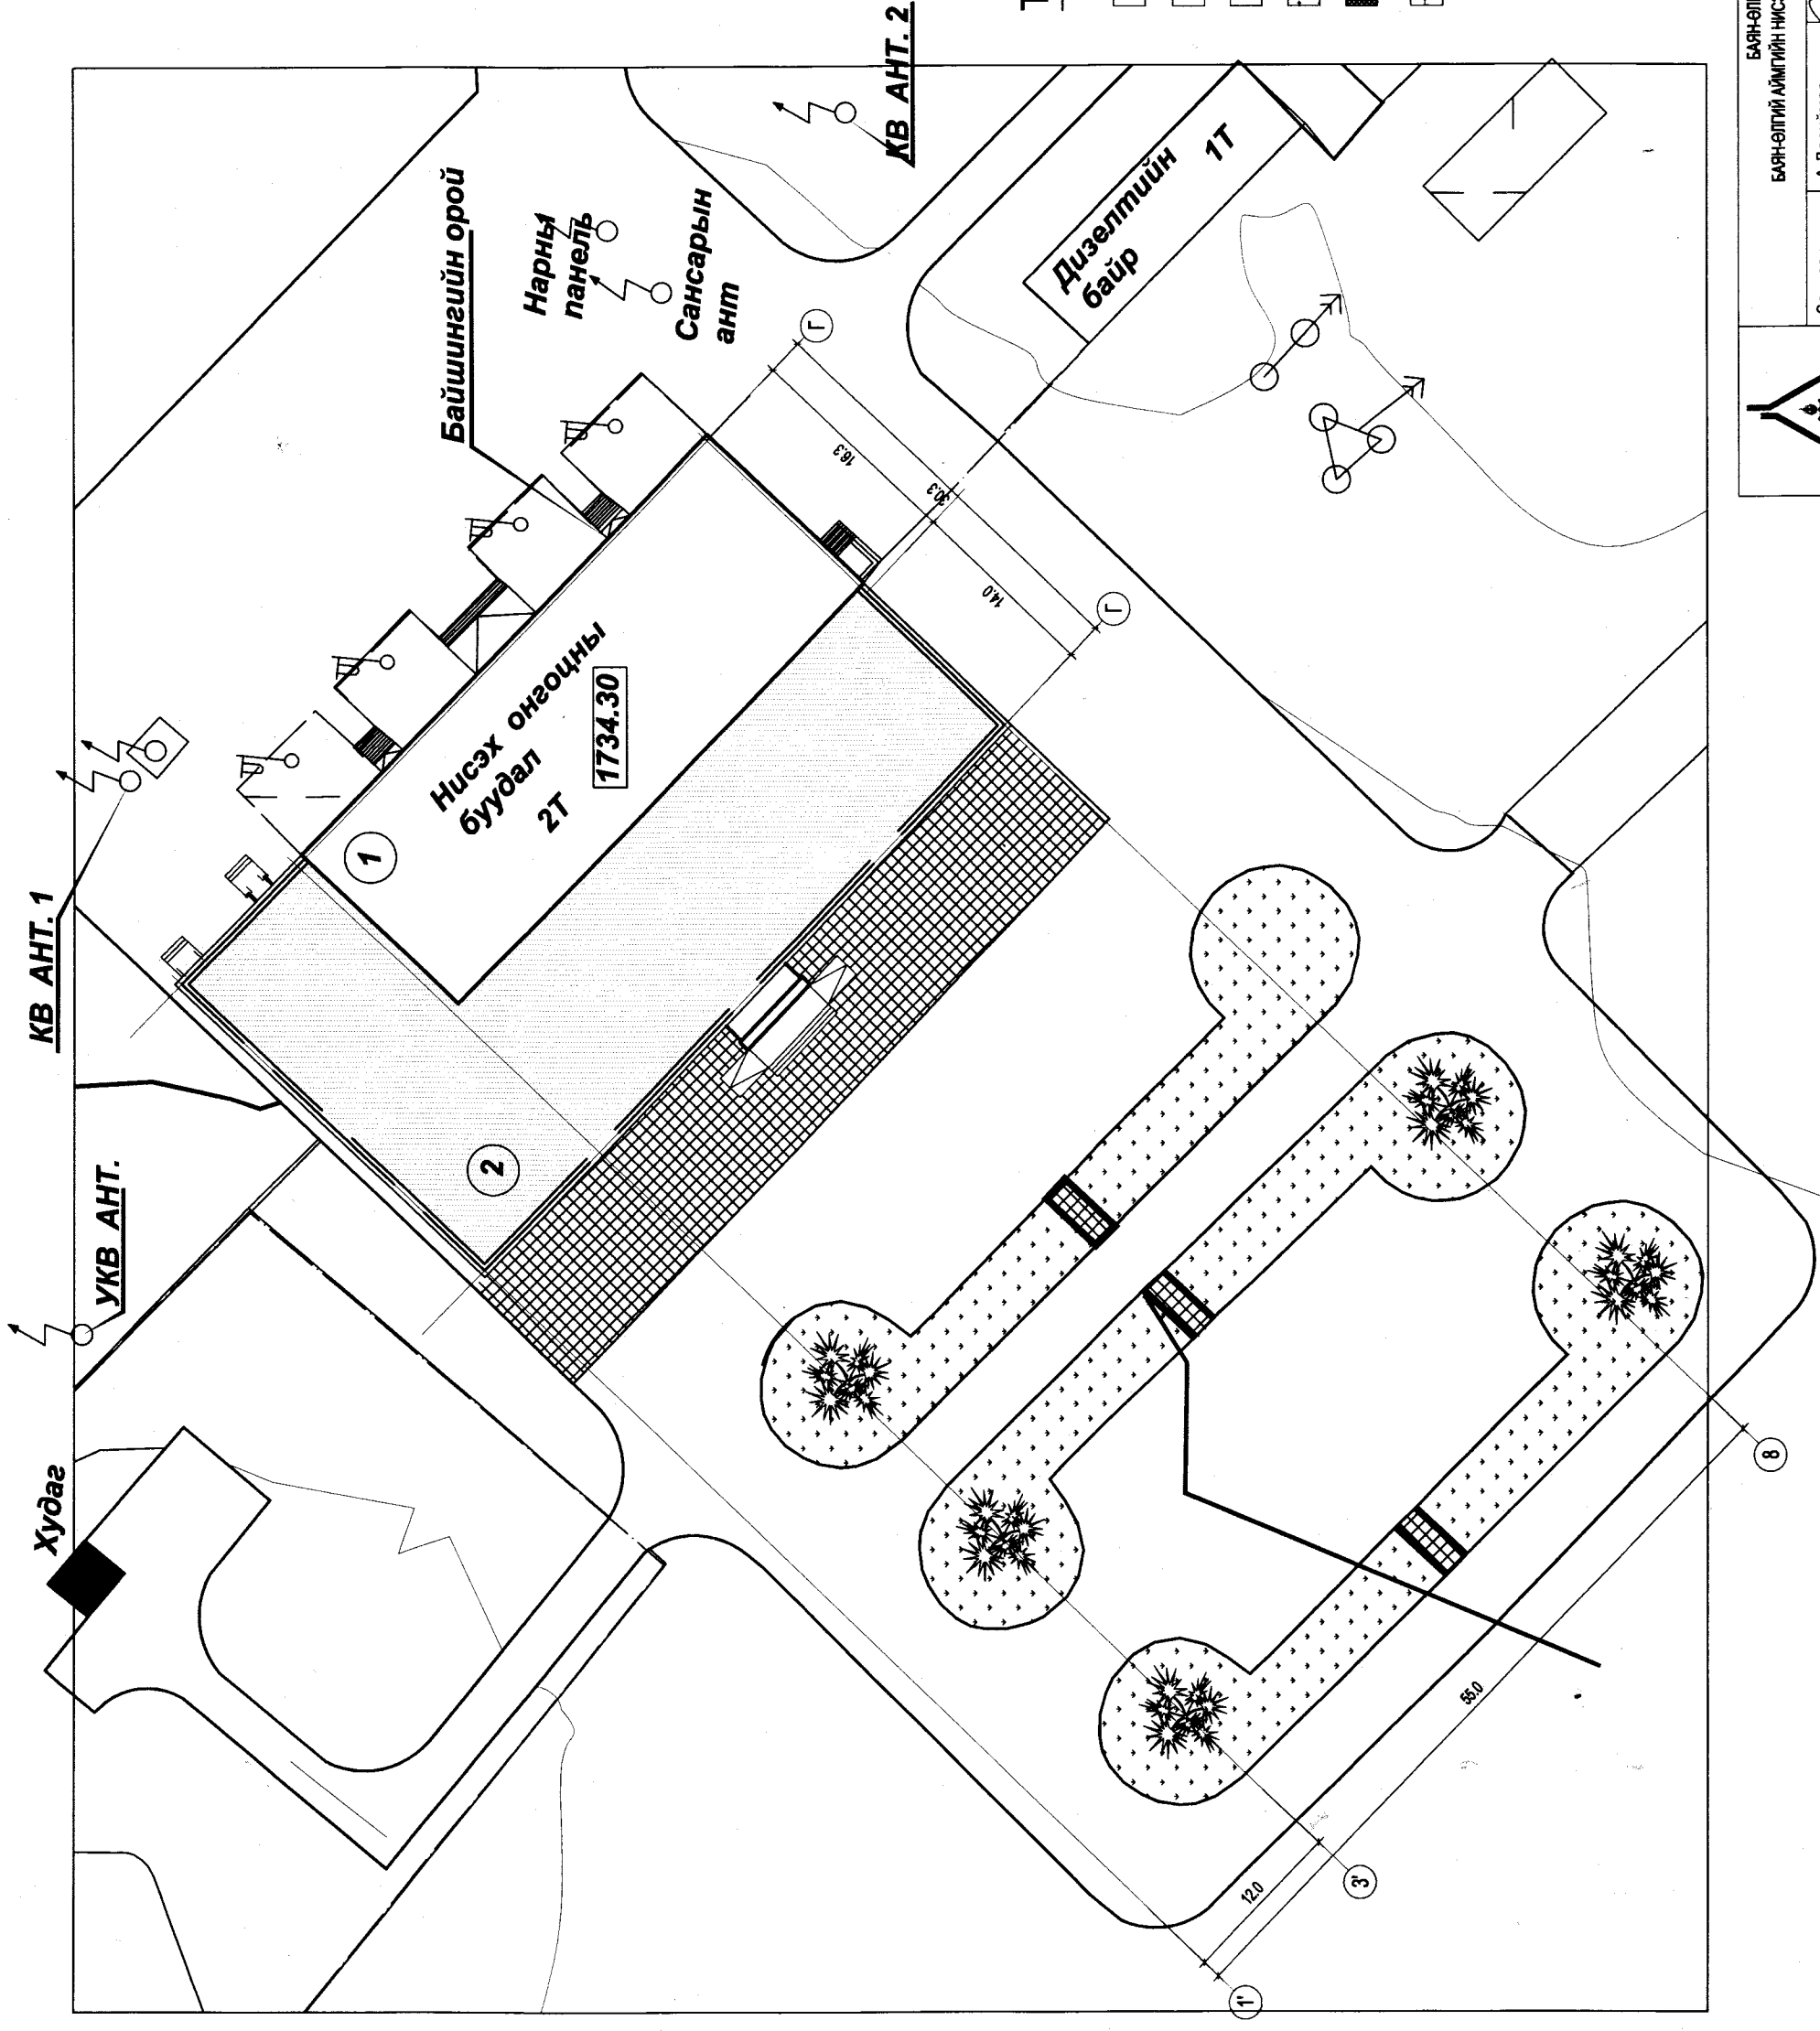 Худаг
УКВ АНТ.
КВ АНТ. 1
Байшингийн орой
Нарны
панель
Сансарын
ант
КВ АНТ. 2
1
Нисэх онгоцны
буудал
2Т
1734.30
2
Дизелтийн
байр
1Т
Г
16.3
30.3
14.0
Г
12.0
55.0
1'
3'
8
БАЯН-ӨЛГИЙ АЙМГИЙН